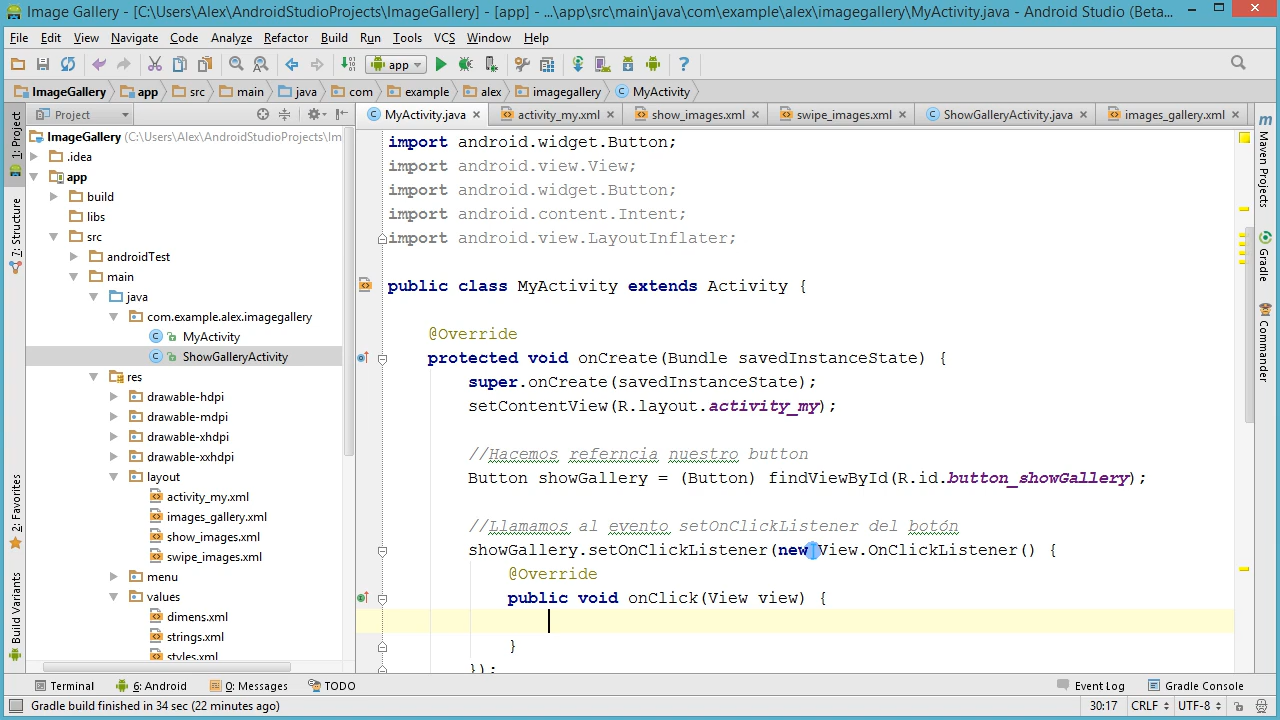 Image Gallery - [C:\Users\Alex\AndroidStudioProjects\ImageGallery] - [app] - ...\app\src\main\java\com\example\alex\imagegallery\MyActivity.java - Android Studio (Beta...
File Edit View Navigate Code Analyze Refactor Build Run Tools VCS Window Help
app
ImageGallery app src main java com example alex imagegallery MyActivity
Project
MyActivity.java activity_my.xml show_images.xml swipe_images.xml ShowGalleryActivity.java images_gallery.xml
1: Project
7: Structure
2: Favorites
Build Variants
ImageGallery (C:\Users\Alex\AndroidStudioProjects\Im
.idea
app
build
libs
src
androidTest
main
java
com.example.alex.imagegallery
MyActivity
ShowGalleryActivity
res
drawable-hdpi
drawable-mdpi
drawable-xhdpi
drawable-xxhdpi
layout
activity_my.xml
images_gallery.xml
show_images.xml
swipe_images.xml
menu
values
dimens.xml
strings.xml
styles.xml
import android.widget.Button;
import android.view.View;
import android.widget.Button;
import android.content.Intent;
import android.view.LayoutInflater;
public class MyActivity extends Activity {
@Override
protected void onCreate(Bundle savedInstanceState) {
super.onCreate(savedInstanceState);
setContentView(R.layout.activity_my);
//Hacemos referncia nuestro button
Button showGallery = (Button) findViewById(R.id.button_showGallery);
//Llamamos al evento setOnClickListener del botón
showGallery.setOnClickListener(new View.OnClickListener() {
@Override
public void onClick(View view) {
}
});
Maven Projects
Gradle
Commander
Terminal 6: Android 0: Messages TODO Event Log Gradle Console
Gradle build finished in 34 sec (22 minutes ago) 30:17 CRLF UTF-8